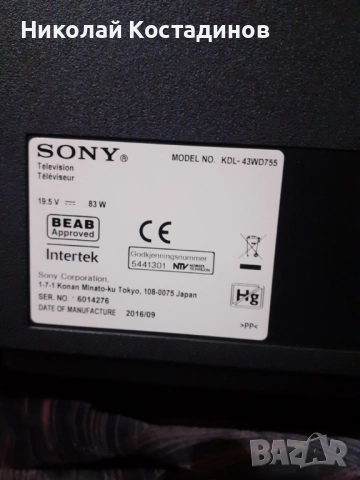 Николай Костадинов
SONY®
MODEL NO. KDL-43WD755
Television
Téléviseur
19.5 V ⎓ 83 W
BEAB
Approved
Intertek
CE
Godkjenningsnummer
5441301 NTV
Sony Corporation
1-7-1 Konan Minato-ku Tokyo, 108-0075 Japan
SER. NO. : 6014276
DATE OF MANUFACTURE 2016/09
Hg
>PP<
BAZAR